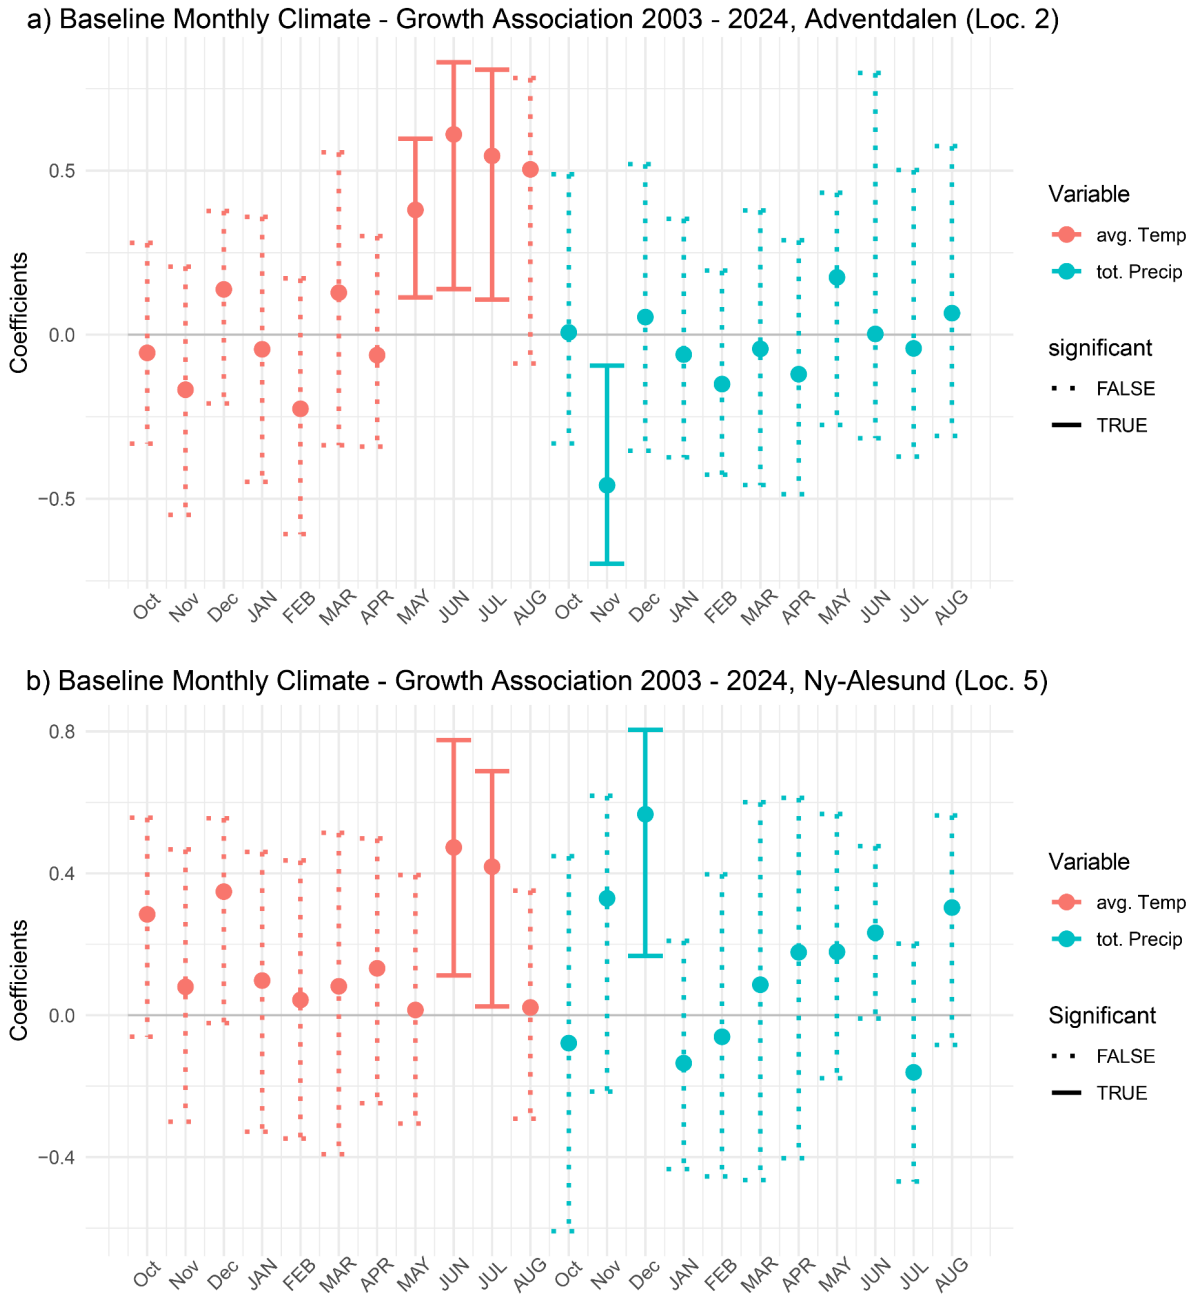 a) Baseline Monthly Climate - Growth Association 2003 - 2024, Adventdalen (Loc. 2)
Coefficients
0.5
0.0
−0.5
Oct Nov Dec JAN FEB MAR APR MAY JUN JUL AUG Oct Nov Dec JAN FEB MAR APR MAY JUN JUL AUG
Variable
avg. Temp
tot. Precip
significant
FALSE
TRUE
b) Baseline Monthly Climate - Growth Association 2003 - 2024, Ny-Alesund (Loc. 5)
Coefficients
0.8
0.4
0.0
−0.4
Oct Nov Dec JAN FEB MAR APR MAY JUN JUL AUG Oct Nov Dec JAN FEB MAR APR MAY JUN JUL AUG
Variable
avg. Temp
tot. Precip
Significant
FALSE
TRUE